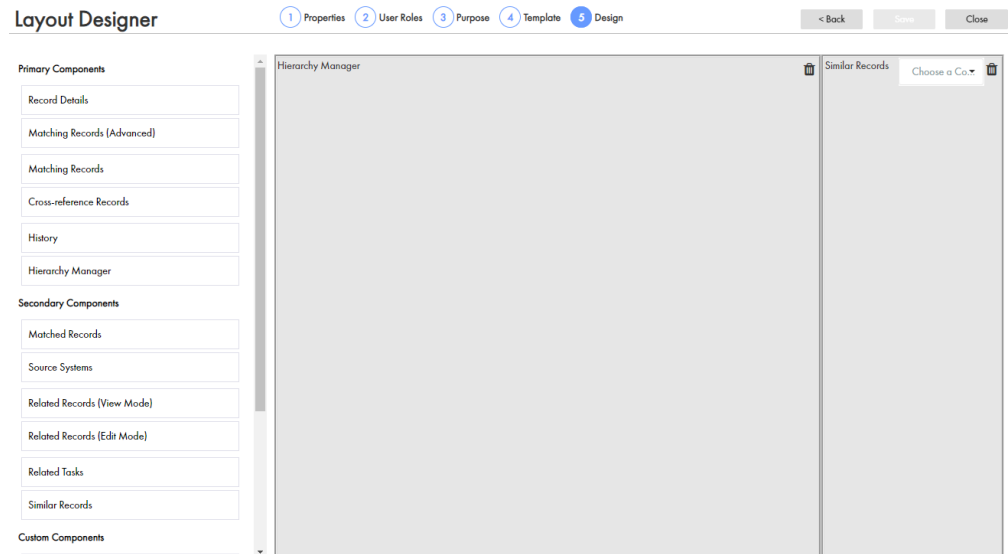 Layout Designer
1 Properties 2 User Roles 3 Purpose 4 Template 5 Design
< Back Save Close
Primary Components
Record Details
Matching Records (Advanced)
Matching Records
Cross-reference Records
History
Hierarchy Manager
Secondary Components
Matched Records
Source Systems
Related Records (View Mode)
Related Records (Edit Mode)
Related Tasks
Similar Records
Custom Components
Hierarchy Manager
Similar Records
Choose a Co...